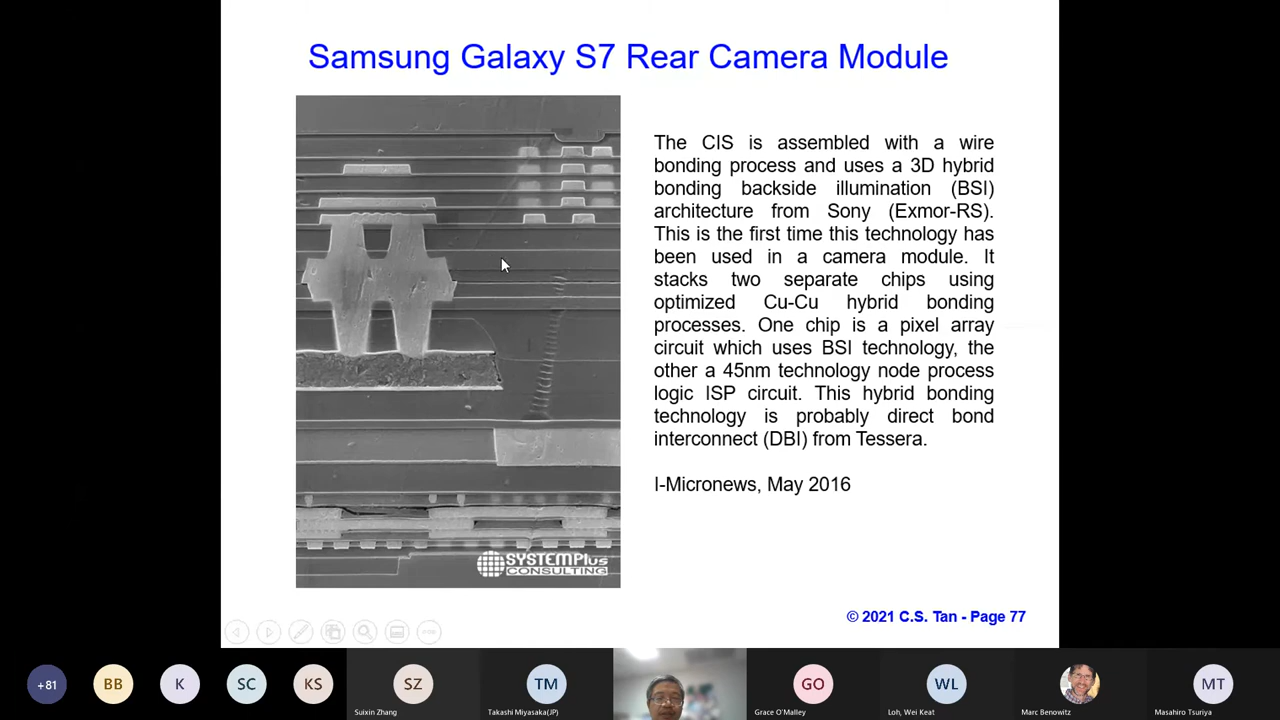 Samsung Galaxy S7 Rear Camera Module
The CIS is assembled with a wire
bonding process and uses a 3D hybrid
bonding backside illumination (BSI)
architecture from Sony (Exmor-RS).
This is the first time this technology has
been used in a camera module. It
stacks two separate chips using
optimized Cu-Cu hybrid bonding
processes. One chip is a pixel array
circuit which uses BSI technology, the
other a 45nm technology node process
logic ISP circuit. This hybrid bonding
technology is probably direct bond
interconnect (DBI) from Tessera.
I-Micronews, May 2016
SYSTEMPlus
CONSULTING
© 2021 C.S. Tan - Page 77
+81
BB
K
SC
KS
SZ
TM
GO
WL
MT
Suixin Zhang
Takashi Miyasaka(JP)
Grace O'Malley
Loh, Wei Keat
Marc Benowitz
Masahiro Tsuriya